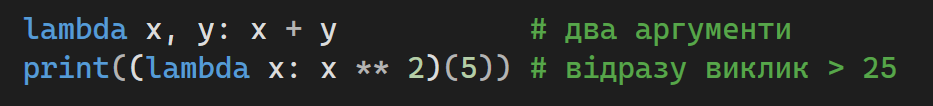 lambda x, y: x + y # два аргументи
print((lambda x: x ** 2)(5)) # відразу виклик > 25